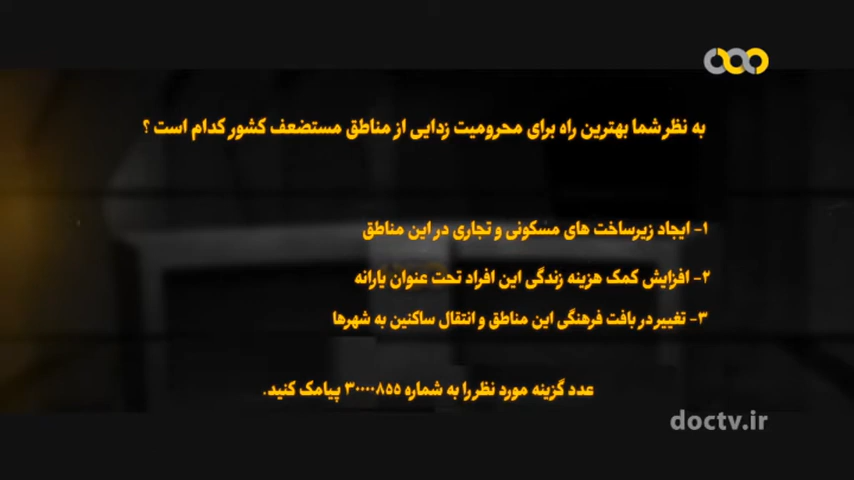 به نظر شما بهترین راه برای محرومیت زدایی از مناطق مستضعف کشور کدام است ؟
۱- ایجاد زیرساخت های مسکونی و تجاری در این مناطق
۲- افزایش کمک هزینه زندگی این افراد تحت عنوان یارانه
۳- تغییر در بافت فرهنگی این مناطق و انتقال ساکنین به شهرها
عدد گزینه مورد نظر را به شماره ۳۰۰۰۰۸۵۵ پیامک کنید.
doctv.ir